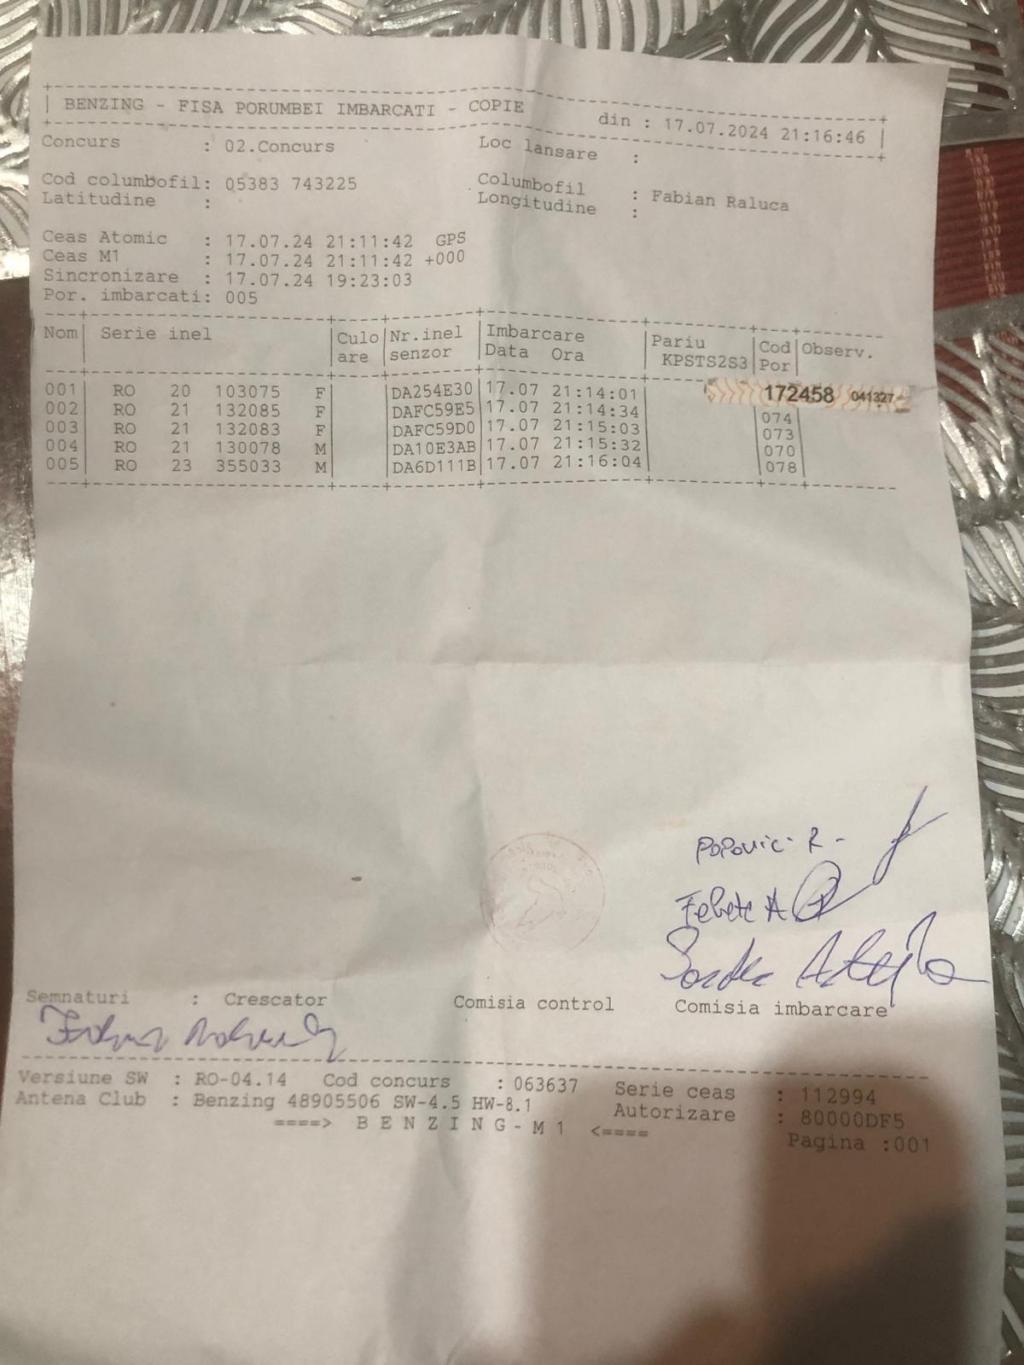 BENZING - FISA PORUMBEI IMBARCATI - COPIE din : 17.07.2024 21:16:46
Concurs : 02.Concurs Loc lansare :
Cod columbofil: 05383 743225 Columbofil : Fabian Raluca
Latitudine : Longitudine :
Ceas Atomic : 17.07.24 21:11:42 GPS
Ceas M1 : 17.07.24 21:11:42 +000
Sincronizare : 17.07.24 19:23:03
Por. imbarcati: 005
Nom Serie inel Culo Nr.inel Imbarcare Pariu Cod Observ.
are senzor Data Ora KPSTS2S3 Por
001 RO 20 103075 F DA254E30 17.07 21:14:01 172458 041327
002 RO 21 132085 F DAFC59E5 17.07 21:14:34 074
003 RO 21 132083 F DAFC59D0 17.07 21:15:03 073
004 RO 21 130078 M DA10E3AB 17.07 21:15:32 070
005 RO 23 355033 M DA6D111B 17.07 21:16:04 078
Popovic R -
Semnaturi : Crescator Comisia control Comisia imbarcare
Versiune SW : RO-04.14 Cod concurs : 063637 Serie ceas : 112994
Antena Club : Benzing 48905506 SW-4.5 HW-8.1 Autorizare : 80000DF5
====> B E N Z I N G - M 1 <====
Pagina :001